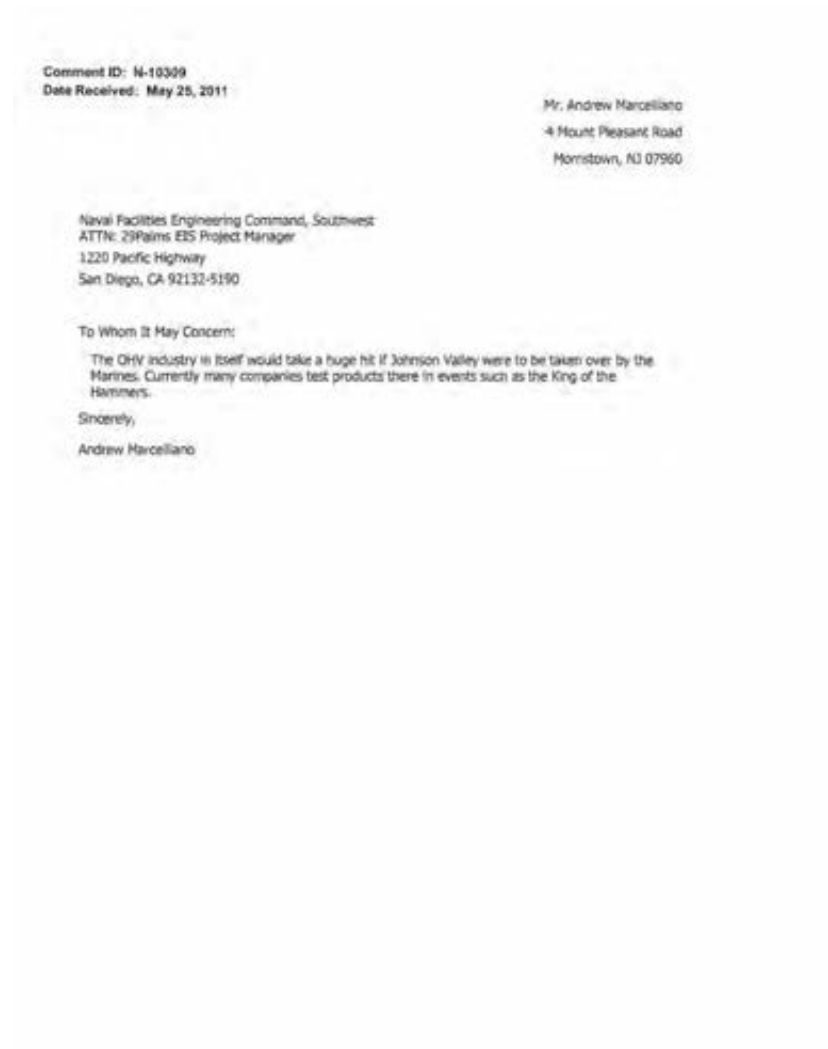 Comment ID: N-10309
Date Received: May 25, 2011
Mr. Andrew Marcelliano
4 Mount Pleasant Road
Morristown, NJ 07960
Naval Facilities Engineering Command, Southwest
ATTN: 29Palms EIS Project Manager
1220 Pacific Highway
San Diego, CA 92132-5190
To Whom It May Concern:
The OHV industry in itself would take a huge hit if Johnson Valley were to be taken over by the
Marines. Currently many companies test products there in events such as the King of the
Hammers.
Sincerely,
Andrew Marcelliano